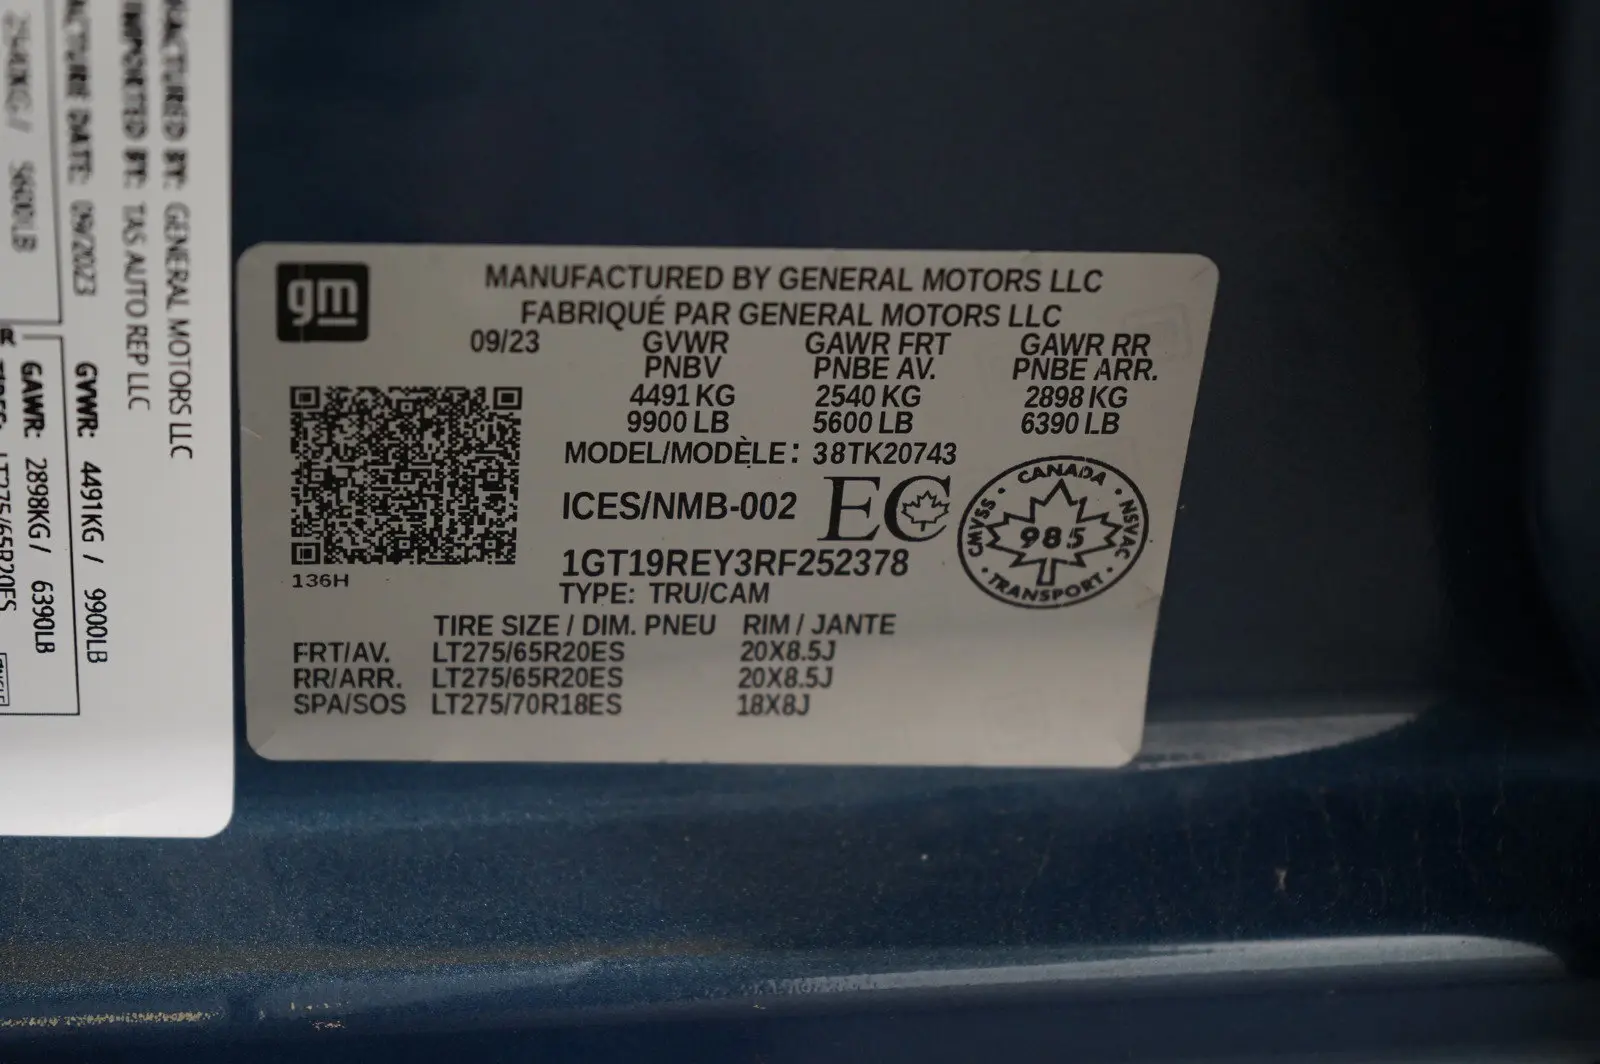 2540KG / 5600LB
MANUFACTURE DATE: 09/2023
IMPORTED BY: TAS AUTO REP LLC
MANUFACTURED BY: GENERAL MOTORS LLC
GAWR: 2898KG / 6390LB
GVWR: 4491KG / 9900LB
LT275/65R20ES
gm
MANUFACTURED BY GENERAL MOTORS LLC
FABRIQUÉ PAR GENERAL MOTORS LLC
09/23 GVWR GAWR FRT GAWR RR
PNBV PNBE AV. PNBE ARR.
4491 KG 2540 KG 2898 KG
9900 LB 5600 LB 6390 LB
MODEL/MODÈLE: 38TK20743
ICES/NMB-002 EC
1GT19REY3RF252378
CANADA
CMVSS 985 NSVAC
TRANSPORT
136H
TYPE: TRU/CAM
TIRE SIZE / DIM. PNEU RIM / JANTE
FRT/AV. LT275/65R20ES 20X8.5J
RR/ARR. LT275/65R20ES 20X8.5J
SPA/SOS LT275/70R18ES 18X8J